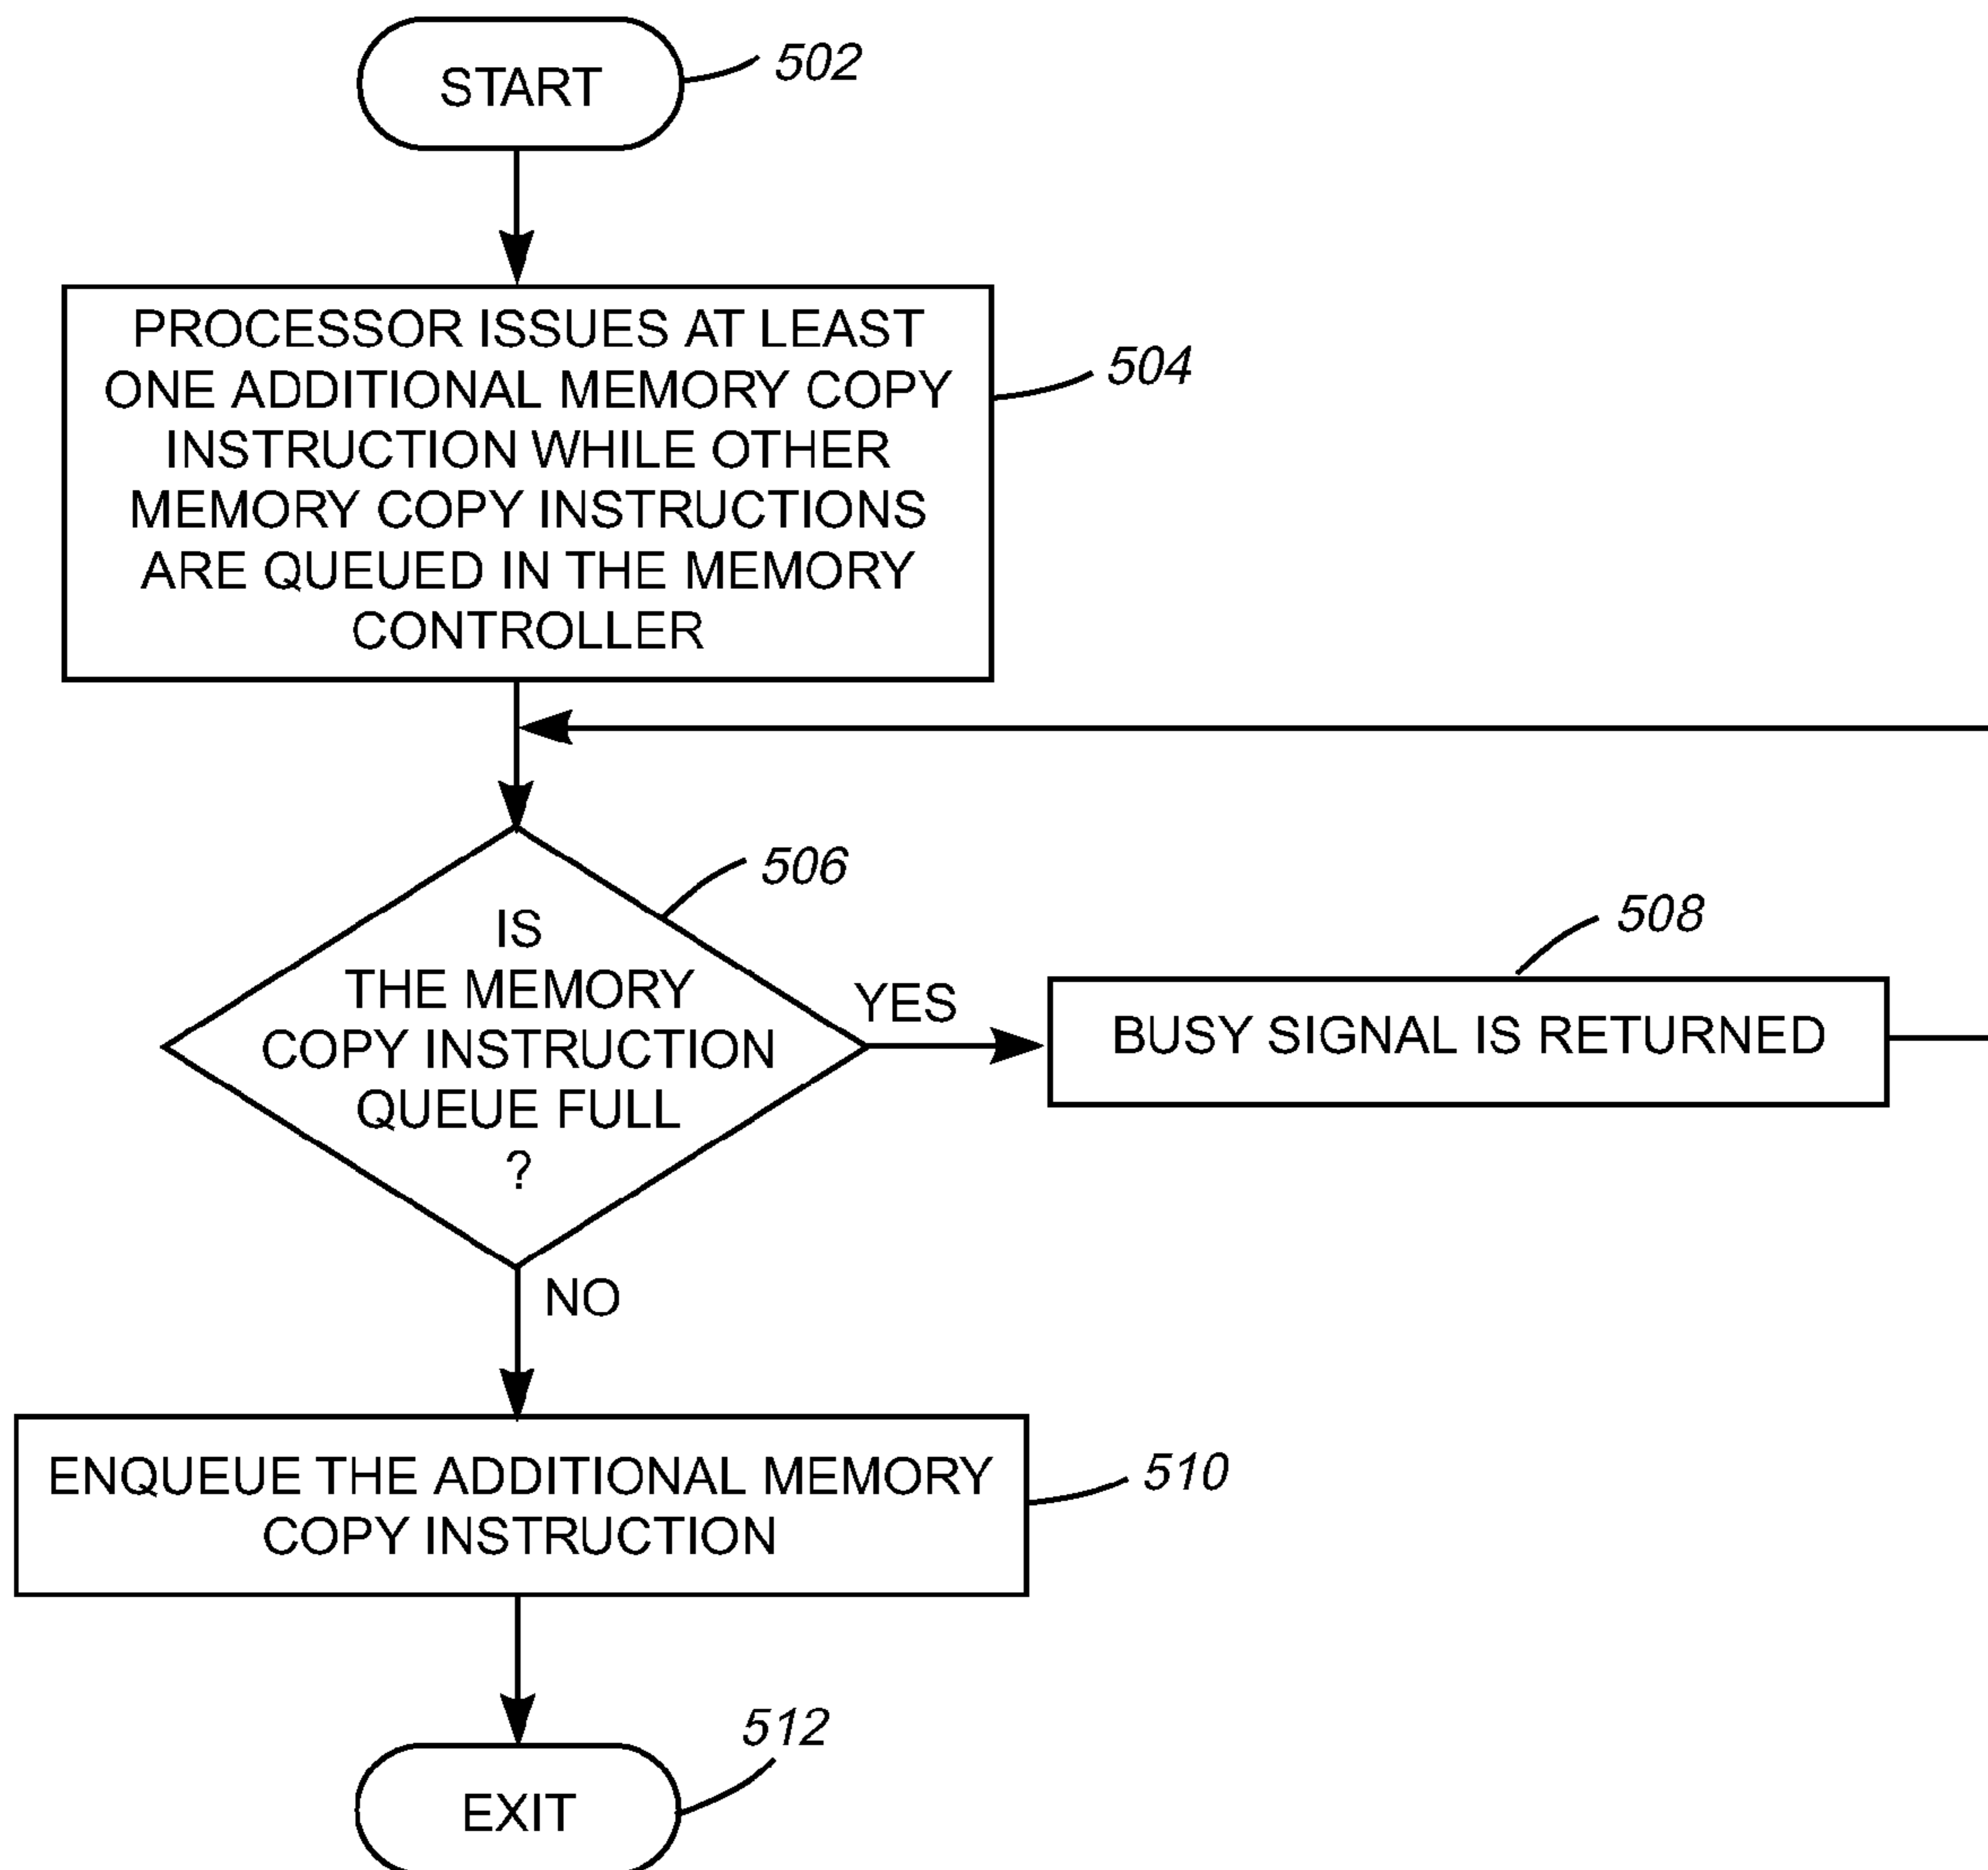 START
502
PROCESSOR ISSUES AT LEAST
ONE ADDITIONAL MEMORY COPY
INSTRUCTION WHILE OTHER
MEMORY COPY INSTRUCTIONS
ARE QUEUED IN THE MEMORY
CONTROLLER
504
IS
THE MEMORY
COPY INSTRUCTION
QUEUE FULL
?
506
YES
508
BUSY SIGNAL IS RETURNED
NO
ENQUEUE THE ADDITIONAL MEMORY
COPY INSTRUCTION
510
EXIT
512